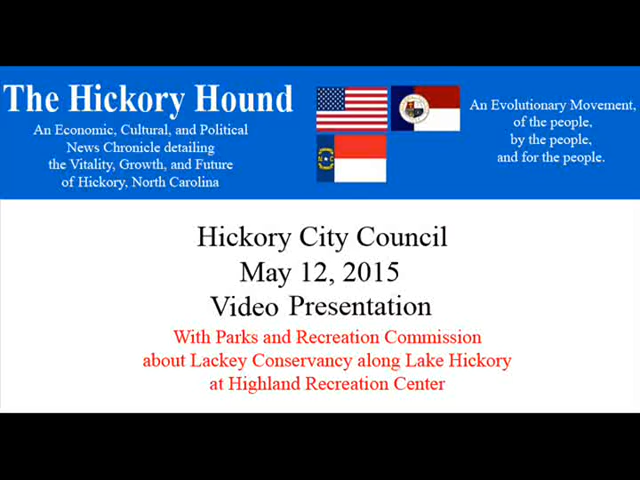 The Hickory Hound
An Economic, Cultural, and Political
News Chronicle detailing
the Vitality, Growth, and Future
of Hickory, North Carolina
An Evolutionary Movement,
of the people,
by the people,
and for the people.
Hickory City Council
May 12, 2015
Video Presentation
With Parks and Recreation Commission
about Lackey Conservancy along Lake Hickory
at Highland Recreation Center